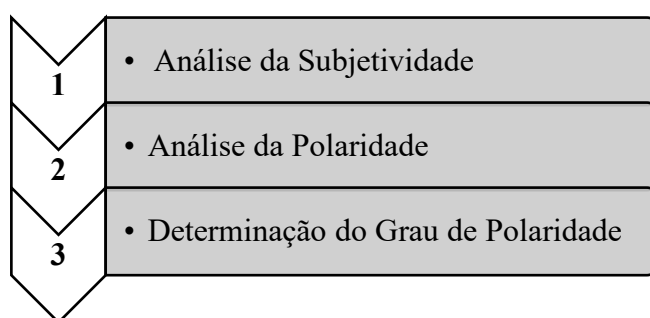 1
• Análise da Subjetividade
2
• Análise da Polaridade
3
• Determinação do Grau de Polaridade